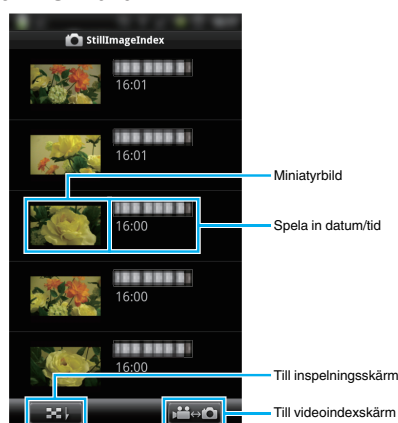 StillImageIndex
16:01
16:01
Miniatyrbild
16:00
Spela in datum/tid
16:00
16:00
Till inspelningsskärm
Till videoindexskärm